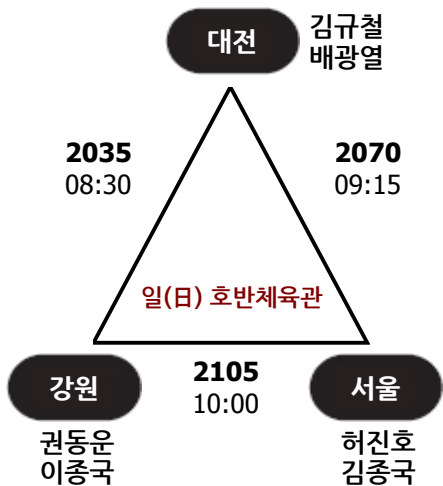 대전
김규철
배광열
2035
08:30
2070
09:15
일(日) 호반체육관
강원
2105
10:00
서울
권동운
이종국
허진호
김종국